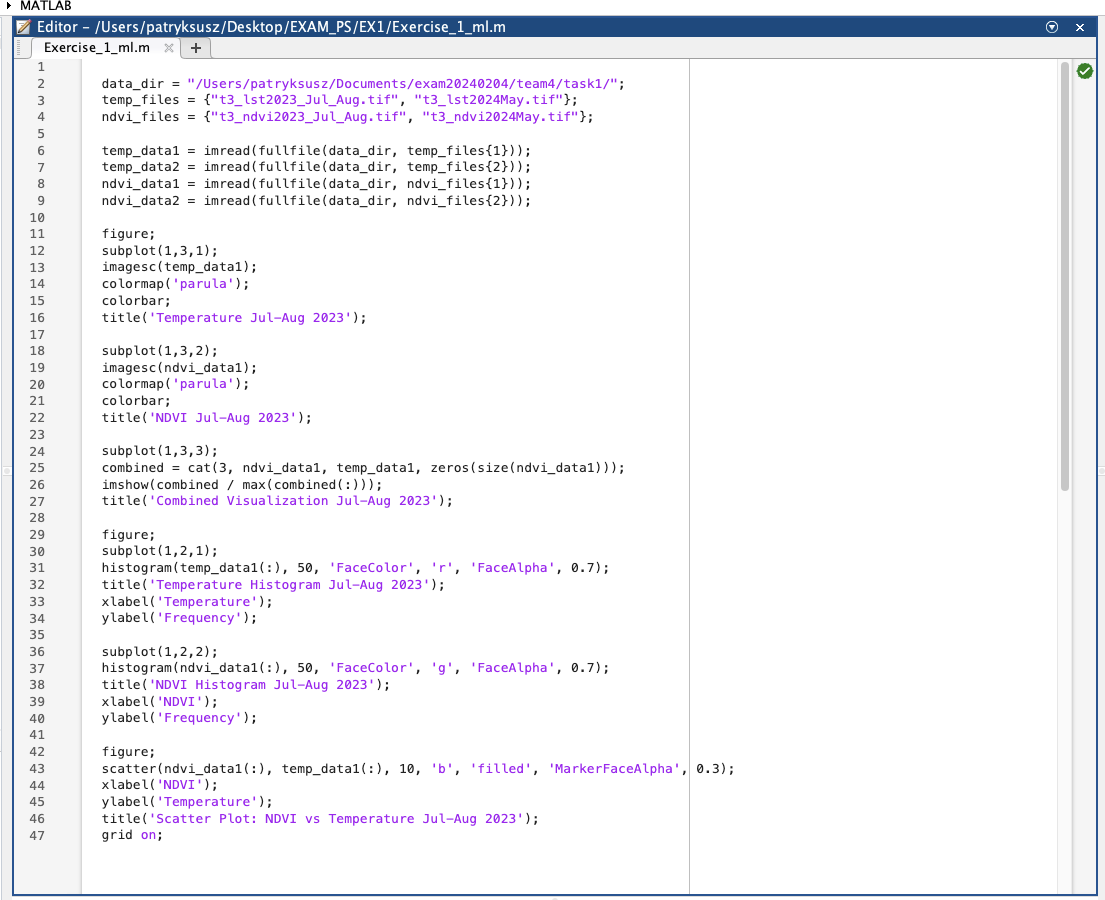 MATLAB
Editor – /Users/patryksusz/Desktop/EXAM_PS/EX1/Exercise_1_ml.m
Exercise_1_ml.m × +
1
2 data_dir = "/Users/patryksusz/Documents/exam20240204/team4/task1/";
3 temp_files = {"t3_lst2023_Jul_Aug.tif", "t3_lst2024May.tif"};
4 ndvi_files = {"t3_ndvi2023_Jul_Aug.tif", "t3_ndvi2024May.tif"};
5
6 temp_data1 = imread(fullfile(data_dir, temp_files{1}));
7 temp_data2 = imread(fullfile(data_dir, temp_files{2}));
8 ndvi_data1 = imread(fullfile(data_dir, ndvi_files{1}));
9 ndvi_data2 = imread(fullfile(data_dir, ndvi_files{2}));
10
11 figure;
12 subplot(1,3,1);
13 imagesc(temp_data1);
14 colormap('parula');
15 colorbar;
16 title('Temperature Jul-Aug 2023');
17
18 subplot(1,3,2);
19 imagesc(ndvi_data1);
20 colormap('parula');
21 colorbar;
22 title('NDVI Jul-Aug 2023');
23
24 subplot(1,3,3);
25 combined = cat(3, ndvi_data1, temp_data1, zeros(size(ndvi_data1)));
26 imshow(combined / max(combined(:)));
27 title('Combined Visualization Jul-Aug 2023');
28
29 figure;
30 subplot(1,2,1);
31 histogram(temp_data1(:), 50, 'FaceColor', 'r', 'FaceAlpha', 0.7);
32 title('Temperature Histogram Jul-Aug 2023');
33 xlabel('Temperature');
34 ylabel('Frequency');
35
36 subplot(1,2,2);
37 histogram(ndvi_data1(:), 50, 'FaceColor', 'g', 'FaceAlpha', 0.7);
38 title('NDVI Histogram Jul-Aug 2023');
39 xlabel('NDVI');
40 ylabel('Frequency');
41
42 figure;
43 scatter(ndvi_data1(:), temp_data1(:), 10, 'b', 'filled', 'MarkerFaceAlpha', 0.3);
44 xlabel('NDVI');
45 ylabel('Temperature');
46 title('Scatter Plot: NDVI vs Temperature Jul-Aug 2023');
47 grid on;